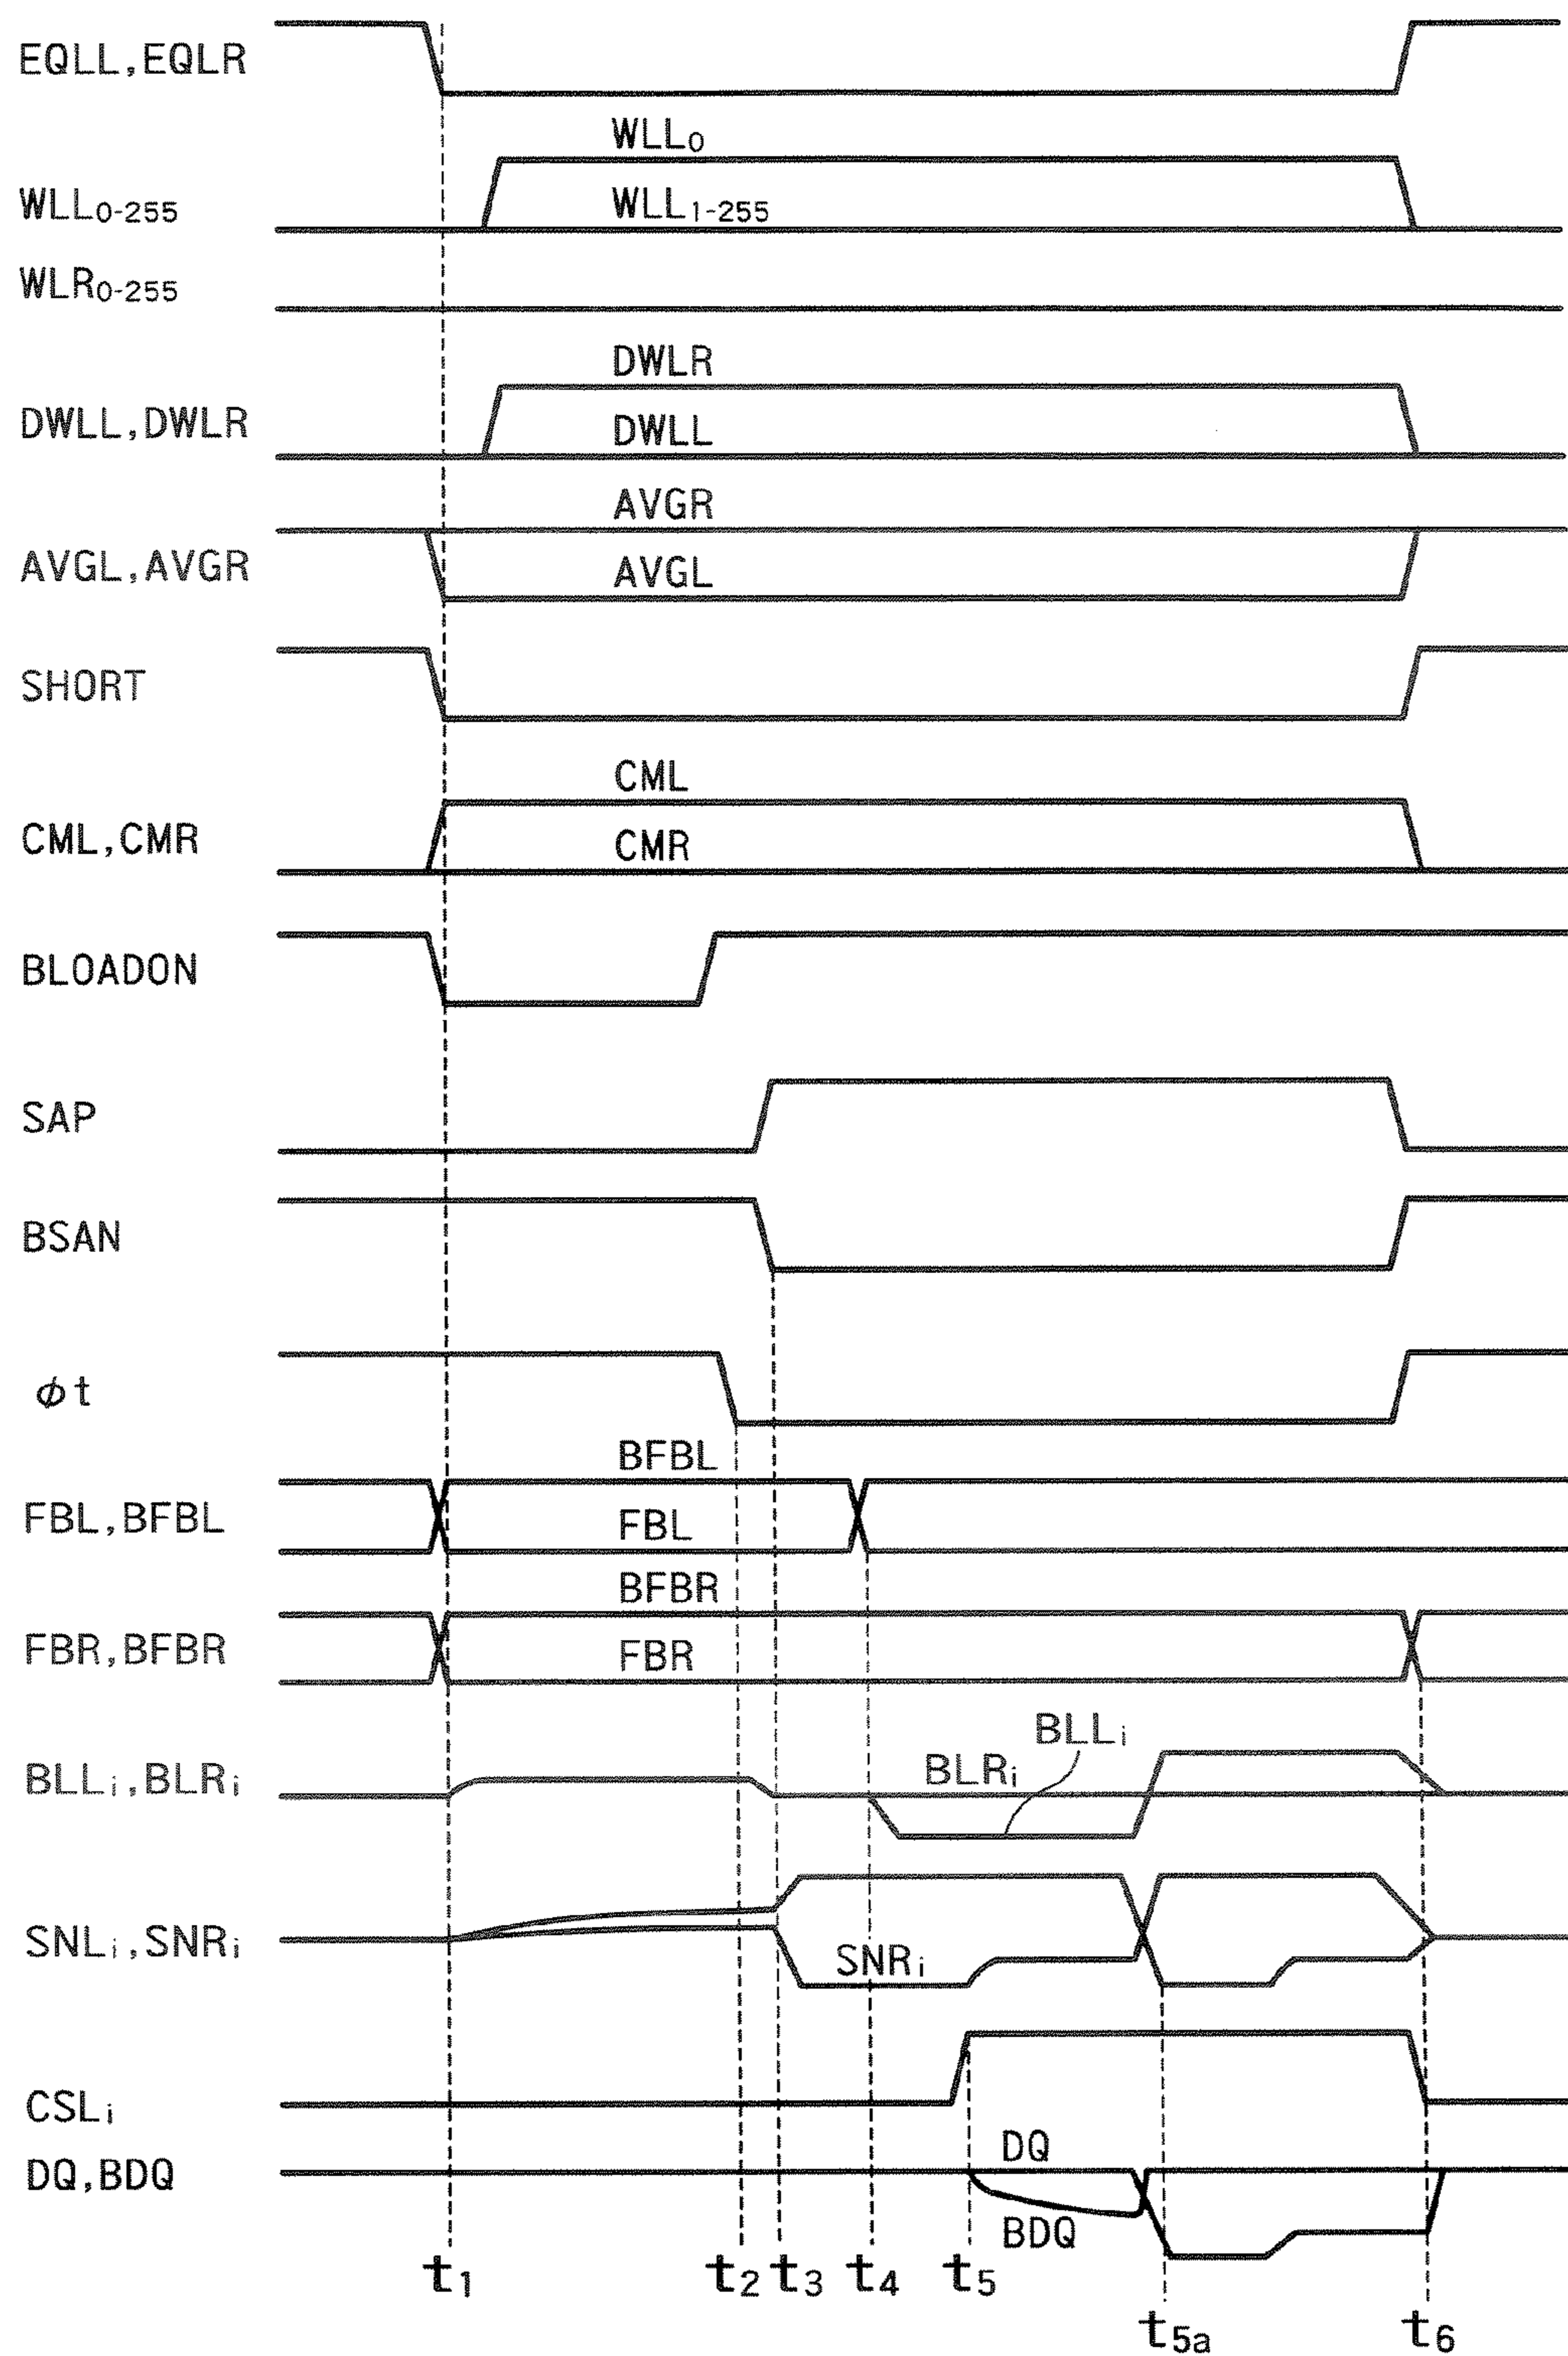 EQLL,EQLR
WLL₀
WLL₀₋₂₅₅
WLL₁₋₂₅₅
WLR₀₋₂₅₅
DWLR
DWLL,DWLR
DWLL
AVGR
AVGL,AVGR
AVGL
SHORT
CML
CML,CMR
CMR
BLOADON
SAP
BSAN
φt
BFBL
FBL,BFBL
FBL
BFBR
FBR,BFBR
FBR
BLLᵢ
BLLᵢ,BLRᵢ
BLRᵢ
SNLᵢ,SNRᵢ
SNRᵢ
CSLᵢ
DQ
DQ,BDQ
BDQ
t₁ t₂ t₃ t₄ t₅
t₅ₐ t₆